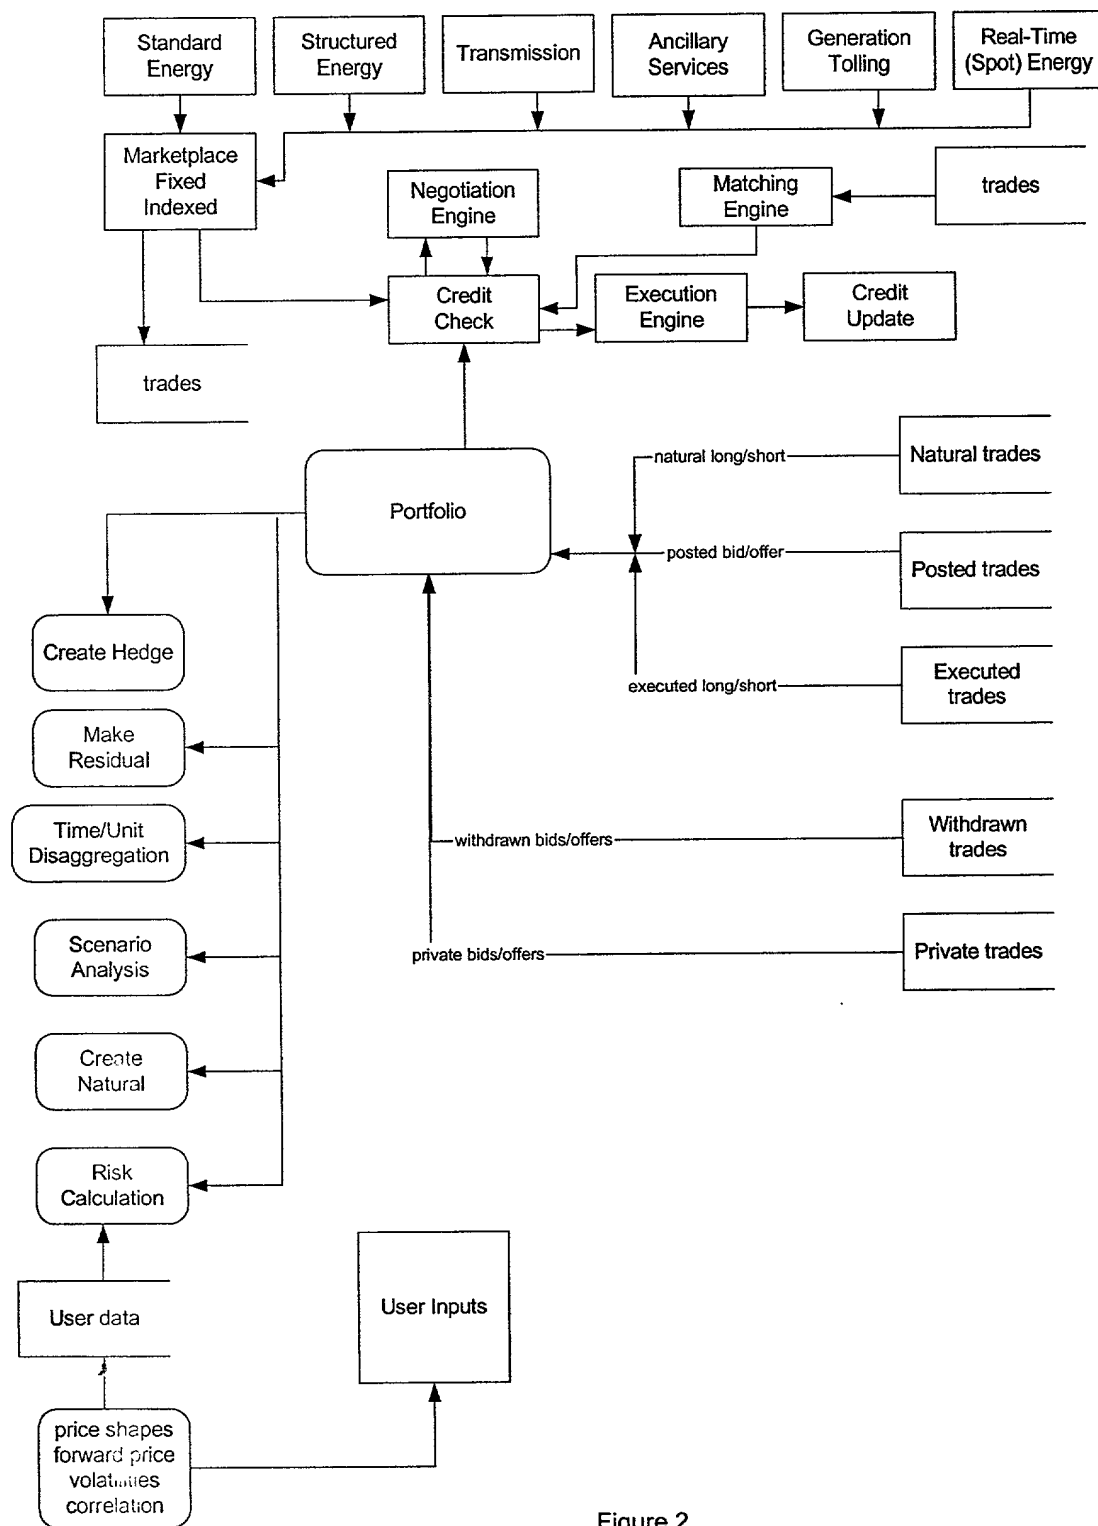 Standard
Energy
Structured
Energy
Transmission
Ancillary
Services
Generation
Tolling
Real-Time
(Spot) Energy
Marketplace
Fixed
Indexed
Negotiation
Engine
Matching
Engine
trades
Credit
Check
Execution
Engine
Credit
Update
trades
Portfolio
natural long/short
Natural trades
posted bid/offer
Posted trades
executed long/short
Executed
trades
Create Hedge
Make
Residual
Time/Unit
Disaggregation
withdrawn bids/offers
Withdrawn
trades
Scenario
Analysis
private bids/offers
Private trades
Create
Natural
Risk
Calculation
User data
User Inputs
price shapes
forward price
volatilities
correlation
Figure 2